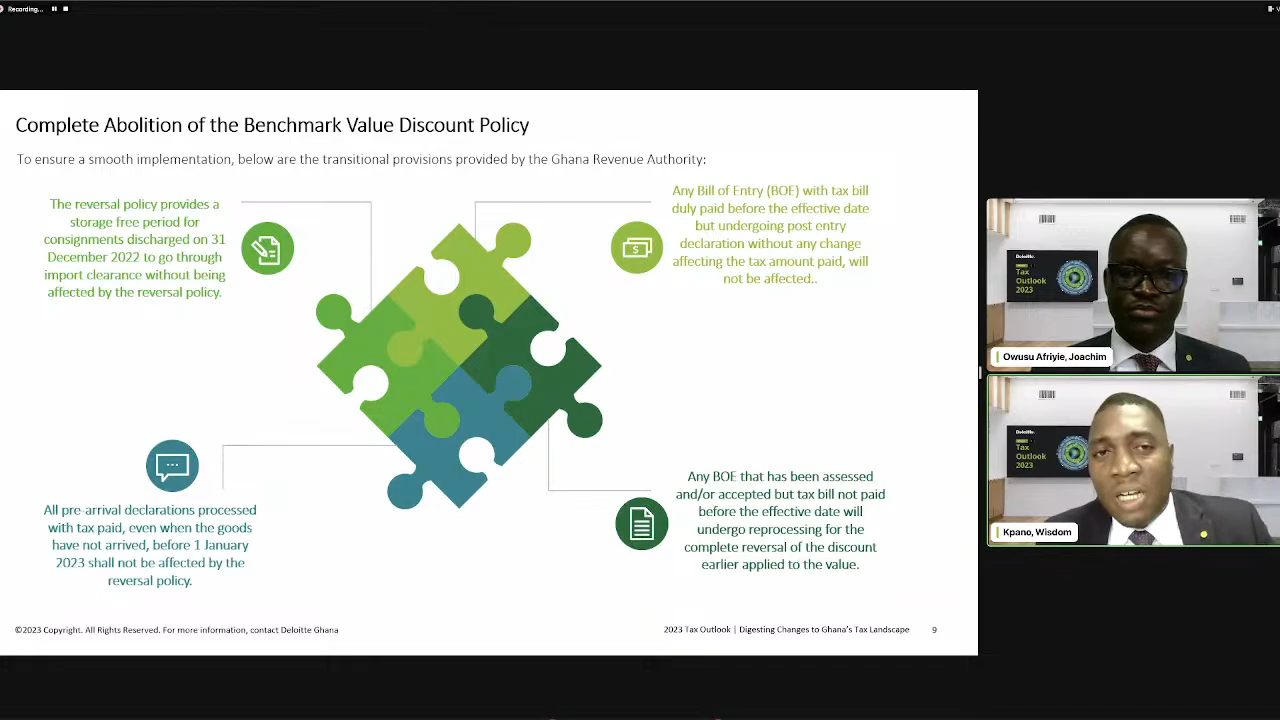 Recording...
Complete Abolition of the Benchmark Value Discount Policy
To ensure a smooth implementation, below are the transitional provisions provided by the Ghana Revenue Authority:
The reversal policy provides a
storage free period for
consignments discharged on 31
December 2022 to go through
import clearance without being
affected by the reversal policy.
Any Bill of Entry (BOE) with tax bill
duly paid before the effective date
but undergoing post entry
declaration without any change
affecting the tax amount paid, will
not be affected..
All pre-arrival declarations processed
with tax paid, even when the goods
have not arrived, before 1 January
2023 shall not be affected by the
reversal policy.
Any BOE that has been assessed
and/or accepted but tax bill not paid
before the effective date will
undergo reprocessing for the
complete reversal of the discount
earlier applied to the value.
©2023 Copyright. All Rights Reserved. For more information, contact Deloitte Ghana
2023 Tax Outlook | Digesting Changes to Ghana's Tax Landscape
9
Deloitte.
Tax
Outlook
2023
Owusu Afriyie, Joachim
Deloitte.
Tax
Outlook
2023
Kpano, Wisdom